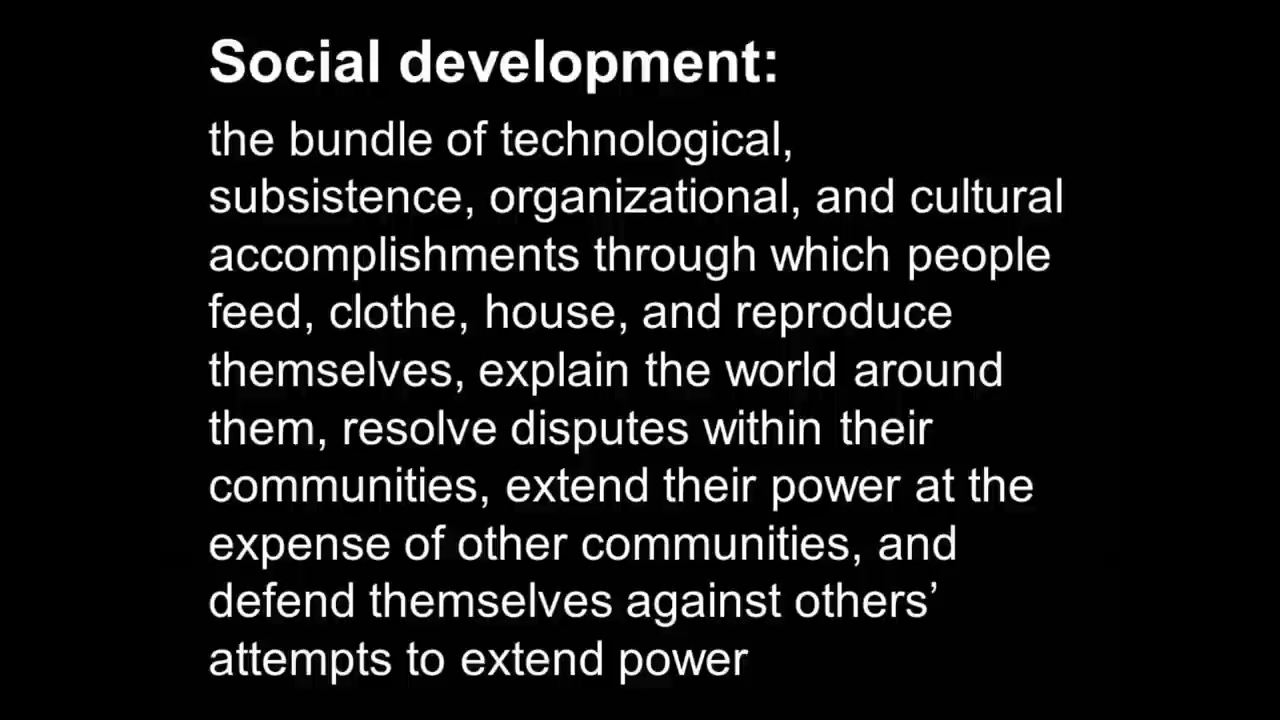 Social development:
the bundle of technological,
subsistence, organizational, and cultural
accomplishments through which people
feed, clothe, house, and reproduce
themselves, explain the world around
them, resolve disputes within their
communities, extend their power at the
expense of other communities, and
defend themselves against others’
attempts to extend power